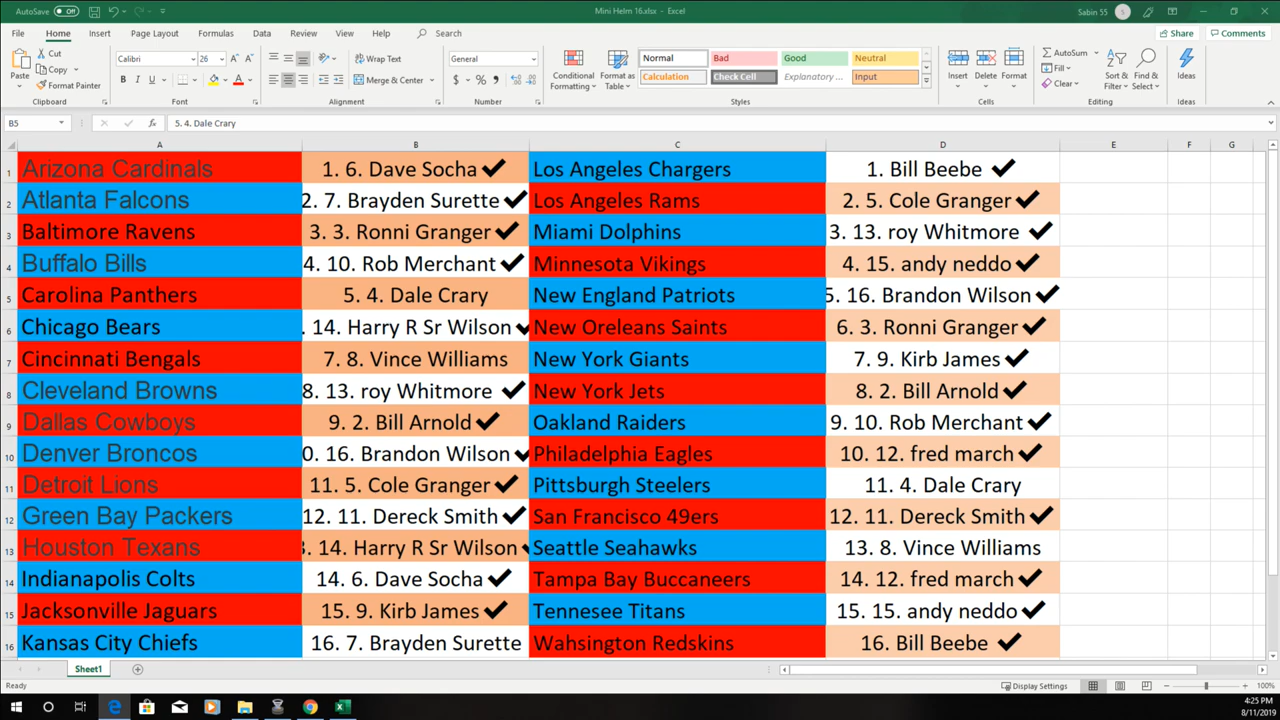 AutoSave Off Mini Helm 16.xlsx - Excel Sabin 55 S
File Home Insert Page Layout Formulas Data Review View Help Search Share Comments
Paste Cut Copy Format Painter Clipboard
Calibri 26 B I U A Font
Wrap Text Merge & Center Alignment
General $ % Number
Conditional Formatting Format as Table
Normal Bad Good Neutral
Calculation Check Cell Explanatory ... Input
Styles
Insert Delete Format Cells
AutoSum Fill Clear Sort & Filter Find & Select Editing
Ideas Ideas
B5 fx 5. 4. Dale Crary
A B C D E F G
1 Arizona Cardinals 1. 6. Dave Socha ✔ Los Angeles Chargers 1. Bill Beebe ✔
2 Atlanta Falcons 2. 7. Brayden Surette ✔ Los Angeles Rams 2. 5. Cole Granger ✔
3 Baltimore Ravens 3. 3. Ronni Granger ✔ Miami Dolphins 3. 13. roy Whitmore ✔
4 Buffalo Bills 4. 10. Rob Merchant ✔ Minnesota Vikings 4. 15. andy neddo ✔
5 Carolina Panthers 5. 4. Dale Crary New England Patriots 5. 16. Brandon Wilson ✔
6 Chicago Bears . 14. Harry R Sr Wilson ✔ New Oreleans Saints 6. 3. Ronni Granger ✔
7 Cincinnati Bengals 7. 8. Vince Williams New York Giants 7. 9. Kirb James ✔
8 Cleveland Browns 8. 13. roy Whitmore ✔ New York Jets 8. 2. Bill Arnold ✔
9 Dallas Cowboys 9. 2. Bill Arnold ✔ Oakland Raiders 9. 10. Rob Merchant ✔
10 Denver Broncos 0. 16. Brandon Wilson ✔ Philadelphia Eagles 10. 12. fred march ✔
11 Detroit Lions 11. 5. Cole Granger ✔ Pittsburgh Steelers 11. 4. Dale Crary
12 Green Bay Packers 12. 11. Dereck Smith ✔ San Francisco 49ers 12. 11. Dereck Smith ✔
13 Houston Texans 3. 14. Harry R Sr Wilson ✔ Seattle Seahawks 13. 8. Vince Williams
14 Indianapolis Colts 14. 6. Dave Socha ✔ Tampa Bay Buccaneers 14. 12. fred march ✔
15 Jacksonville Jaguars 15. 9. Kirb James ✔ Tennesee Titans 15. 15. andy neddo ✔
16 Kansas City Chiefs 16. 7. Brayden Surette Wahsington Redskins 16. Bill Beebe ✔
Sheet1
Ready Display Settings 100%
4:25 PM
8/11/2019